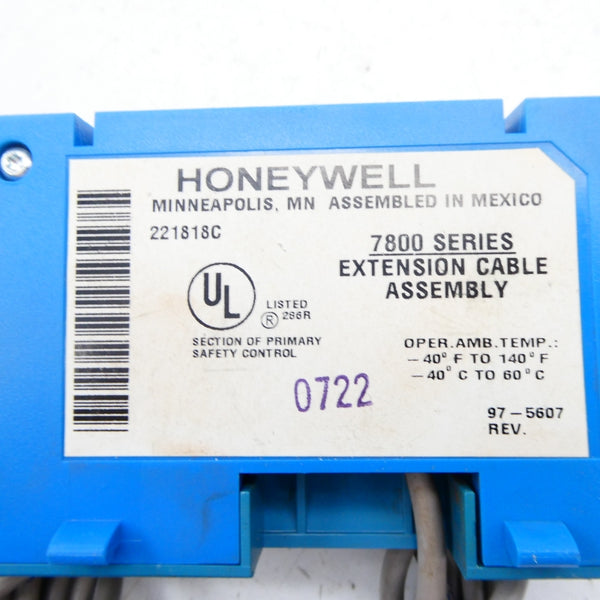 HONEYWELL
MINNEAPOLIS, MN ASSEMBLED IN MEXICO
221818C
7800 SERIES
EXTENSION CABLE
ASSEMBLY
UL
LISTED
® 266R
SECTION OF PRIMARY
SAFETY CONTROL
OPER.AMB.TEMP.:
-40° F TO 140° F
-40° C TO 60° C
0722
97-5607
REV.